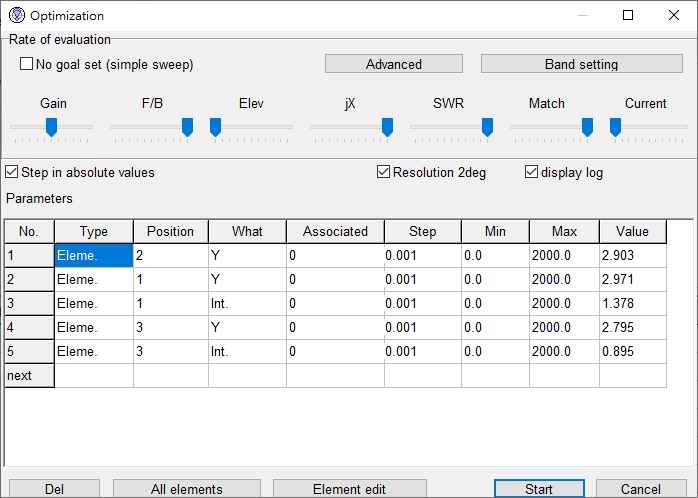 Optimization
Rate of evaluation
No goal set (simple sweep)
Advanced
Band setting
Gain F/B Elev jX SWR Match Current
Step in absolute values
Resolution 2deg
display log
Parameters
No. Type Position What Associated Step Min Max Value
1 Eleme. 2 Y 0 0.001 0.0 2000.0 2.903
2 Eleme. 1 Y 0 0.001 0.0 2000.0 2.971
3 Eleme. 1 Int. 0 0.001 0.0 2000.0 1.378
4 Eleme. 3 Y 0 0.001 0.0 2000.0 2.795
5 Eleme. 3 Int. 0 0.001 0.0 2000.0 0.895
next
Del
All elements
Element edit
Start
Cancel